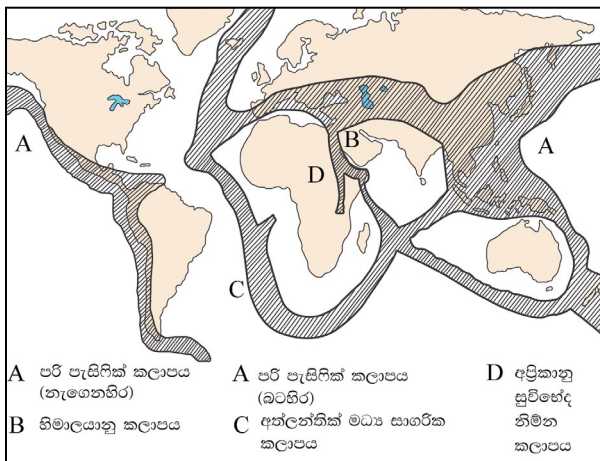 A
B
A
D
C
A පරි පැසිෆික් කලාපය
(නැගෙනහිර)
B හිමාලයානු කලාපය
A පරි පැසිෆික් කලාපය
(බටහිර)
C අත්ලන්තික් මධ්‍ය සාගරික
කලාපය
D අප්‍රිකානු
සුවිභේද
නිම්න
කලාපය